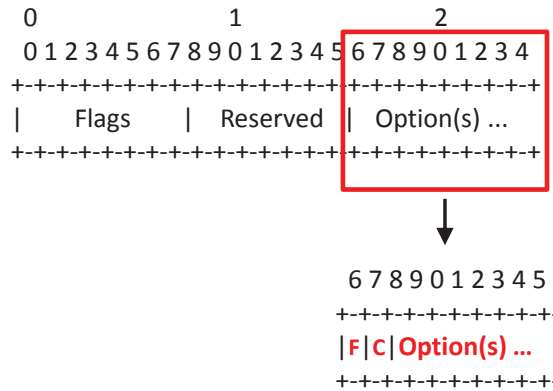 0 1 2
0 1 2 3 4 5 6 7 8 9 0 1 2 3 4 5 6 7 8 9 0 1 2 3 4
+-+-+-+-+-+-+-+-+-+-+-+-+-+-+-+-+-+-+-+-+-+-+-+-+
| Flags | Reserved | Option(s) ...
+-+-+-+-+-+-+-+-+-+-+-+-+-+-+-+-+-+-+-+-+-+-+-+-+
6 7 8 9 0 1 2 3 4 5
+-+-+-+-+-+-+-+-+-+-
|F|C|Option(s) ...
+-+-+-+-+-+-+-+-+-+-